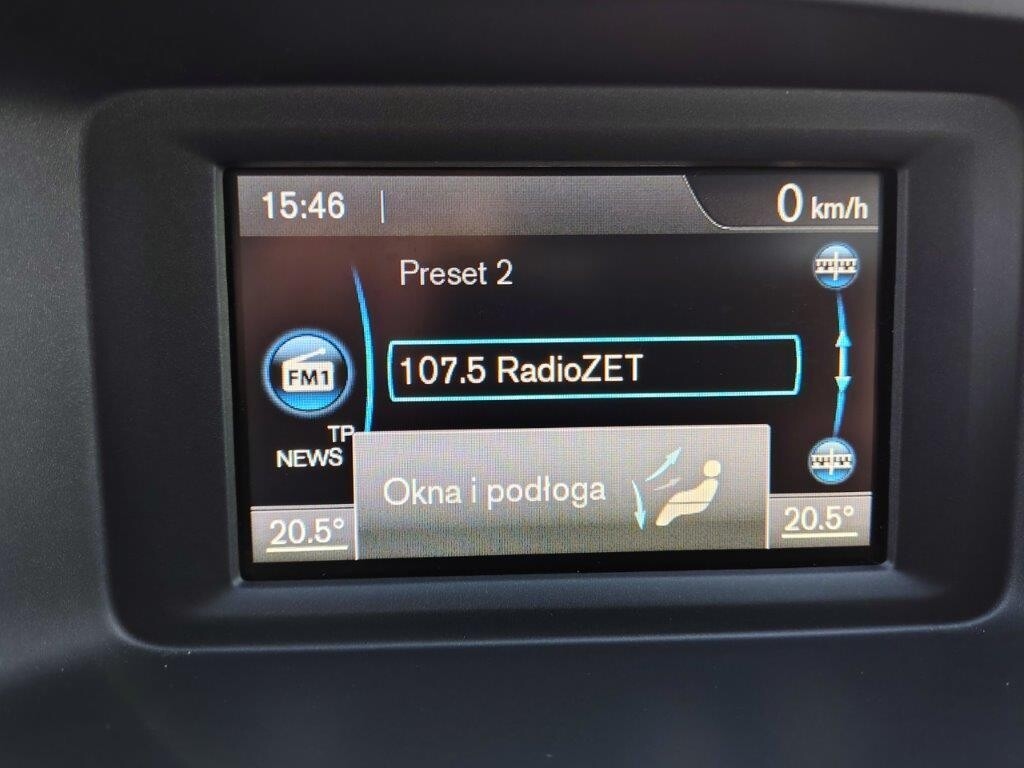 15:46
0 km/h
Preset 2
107.5 RadioZET
FM1
TP
NEWS
Okna i podłoga
20.5°
20.5°